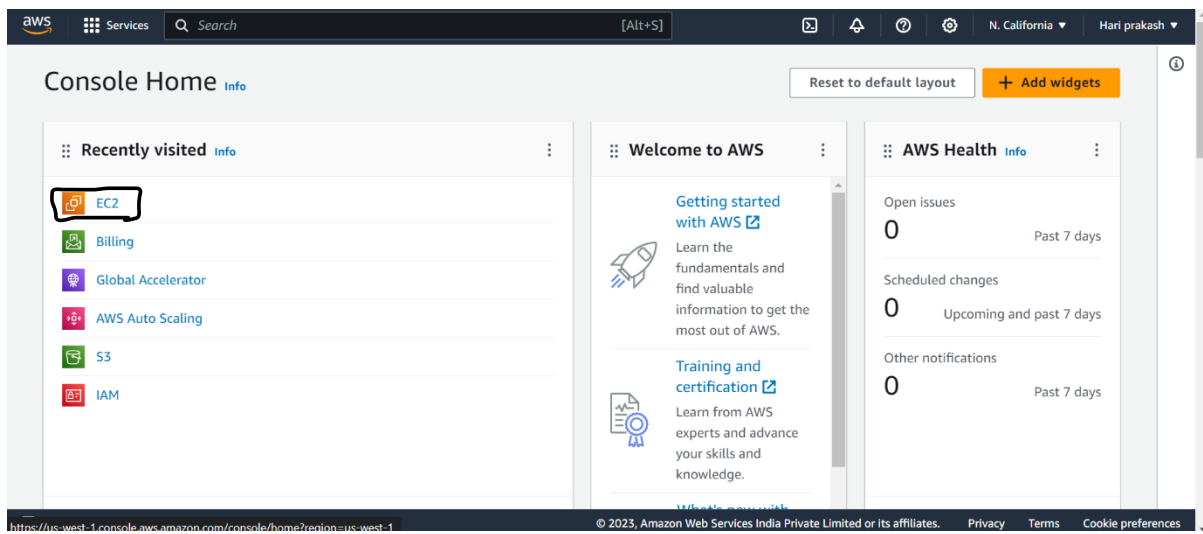 aws
Services
Search
[Alt+S]
N. California ▼
Hari prakash ▼
Console Home Info
Reset to default layout
+ Add widgets
Recently visited Info
EC2
Billing
Global Accelerator
AWS Auto Scaling
S3
IAM
Welcome to AWS
Getting started
with AWS
Learn the
fundamentals and
find valuable
information to get the
most out of AWS.
Training and
certification
Learn from AWS
experts and advance
your skills and
knowledge.
What's new with
AWS Health Info
Open issues
0
Past 7 days
Scheduled changes
0
Upcoming and past 7 days
Other notifications
0
Past 7 days
https://us-west-1.console.aws.amazon.com/console/home?region=us-west-1
© 2023, Amazon Web Services India Private Limited or its affiliates.
Privacy
Terms
Cookie preferences